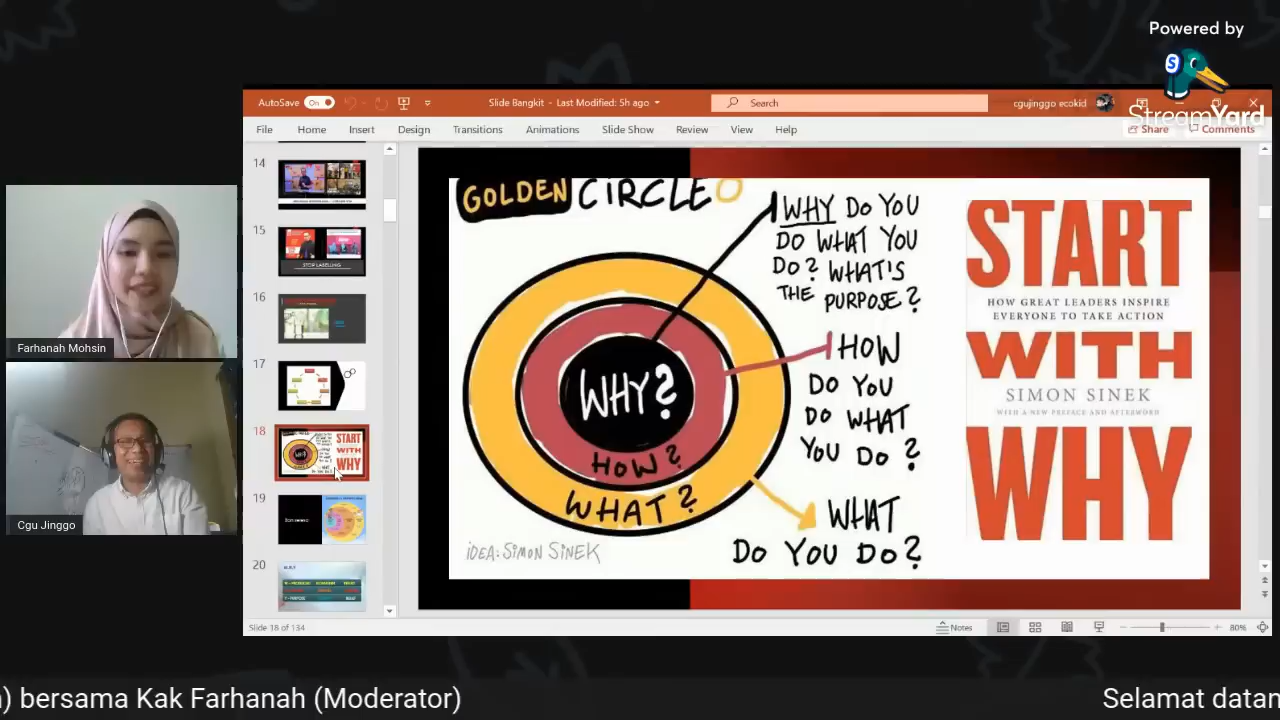 Powered by
StreamYard
AutoSave On
Slide Bangkit - Last Modified: 5h ago
Search
cgujinggo ecokid
File Home Insert Design Transitions Animations Slide Show Review View Help
Share Comments
14
15
STOP LABELLING
16
17
18
19
20
START
WITH
WHY
GOLDEN CIRCLE
WHY DO YOU
DO WHAT YOU
DO? WHAT'S
THE PURPOSE?
HOW
DO YOU
DO WHAT
YOU DO?
WHAT
DO YOU DO?
WHY?
HOW?
WHAT?
IDEA: SIMON SINEK
START
HOW GREAT LEADERS INSPIRE
EVERYONE TO TAKE ACTION
WITH
SIMON SINEK
WITH A NEW PREFACE AND AFTERWORD
WHY
Farhanah Mohsin
Cgu Jinggo
Slide 18 of 134
Notes
80%
) bersama Kak Farhanah (Moderator)
Selamat datan